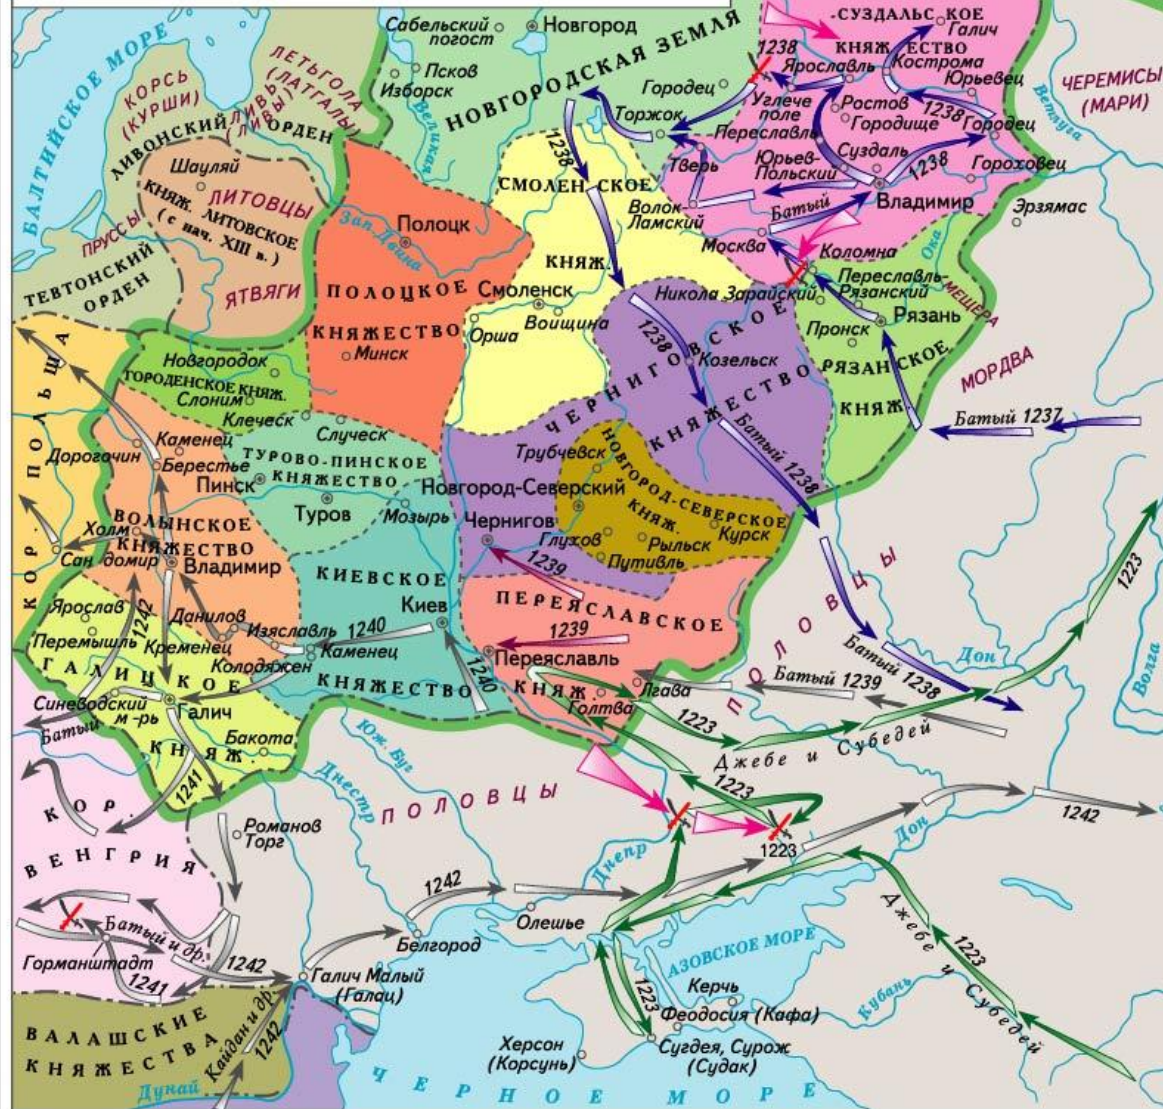 Сабельский
погост
Новгород
НОВГОРОДСКАЯ ЗЕМЛЯ
-СУЗДАЛЬСКОЕ
КНЯЖЕСТВО
Галич
БАЛТИЙСКОЕ МОРЕ
КОРСЬ
(КУРШИ)
ЛЕТЬГОЛА
(ЛАТГАЛЫ)
ЛИВЬ
(ЛИВЫ)
Псков
Изборск
Великая
Городец
1238
Ярославль
Кострома
Юрьевец
ЧЕРЕМИСЫ
(МАРИ)
Ветлуга
ЛИВОНСКИЙ ОРДЕН
Торжок
Углече
поле
Ростов
Городище
1238
Городец
Переславль
Шауляй
ЛИТОВЦЫ
КНЯЖ. ЛИТОВСКОЕ
(с нач. XIII в.)
1238
Тверь
Юрьев-
Польский
Суздаль
1238
Гороховец
СМОЛЕНСКОЕ
КНЯЖ.
Волок-
Ламский
Батый
Владимир
Эрзямас
ПРУССЫ
Зап. Двина
Полоцк
Москва
Коломна
Ока
ТЕВТОНСКИЙ
ОРДЕН
ЯТВЯГИ
ПОЛОЦКОЕ
КНЯЖЕСТВО
Смоленск
Воищина
Орша
Никола Зарайский
Переславль-
Рязанский
МЕЩЕРА
Рязань
Пронск
РЯЗАНСКОЕ
КНЯЖ.
МОРДВА
Минск
1238
Козельск
ЧЕРНИГОВСКОЕ
КНЯЖЕСТВО
Новгородок
ГОРОДЕНСКОЕ КНЯЖ.
Слоним
Клеческ
Случеск
Батый 1237
КОР. ПОЛЬША
Дорогочин
Каменец
Берестье
ТУРОВО-ПИНСКОЕ
КНЯЖЕСТВО
Пинск
Туров
Мозырь
Трубчевск
НОВГОРОД-СЕВЕРСКОЕ
КНЯЖ.
Батый 1238
Новгород-Северский
Чернигов
Глухов
Рыльск
Курск
Путивль
Холм
ВОЛЫНСКОЕ
КНЯЖЕСТВО
Сандомир
Владимир
КИЕВСКОЕ
КНЯЖЕСТВО
1239
ПЕРЕЯСЛАВСКОЕ
КНЯЖ.
Ярослав
Перемышль
1242
Данилов
Кременец
Изяславль
Колодяжен
Каменец
1240
Киев
1240
1239
Переяславль
Лтава
Голтва
ПОЛОВЦЫ
1223
Батый 1239
Батый 1238
Дон
Волга
ГАЛИЦКОЕ
КНЯЖ.
Синеводский
м-рь
Галич
Батый
Бакота
1241
1223
Джебе и Субедей
Юж. Буг
Днестр
ПОЛОВЦЫ
1223
КОР.
ВЕНГРИЯ
Романов
Торг
Днепр
1223
Дон
1242
1242
Олешье
Белгород
Батый и др.
Горманштадт
1241
1242
Галич Малый
(Галац)
АЗОВСКОЕ МОРЕ
Джебе и Субедей
1223
Кубань
1223
Керчь
Феодосия (Кафа)
ВАЛАШСКИЕ
КНЯЖЕСТВА
Кайдан и др.
1242
Херсон
(Корсунь)
Сугдея, Сурож
(Судак)
Дунай
ЧЕРНОЕ МОРЕ